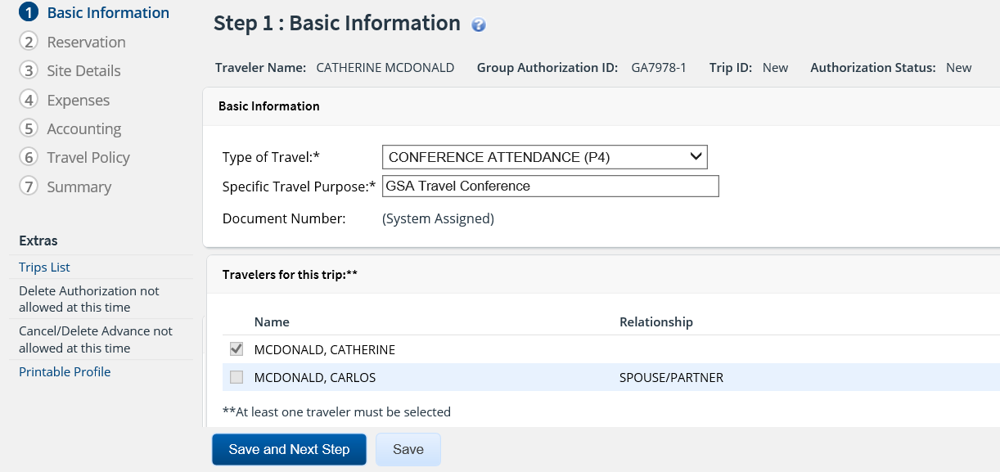 1 Basic Information
2 Reservation
3 Site Details
4 Expenses
5 Accounting
6 Travel Policy
7 Summary
Extras
Trips List
Delete Authorization not
allowed at this time
Cancel/Delete Advance not
allowed at this time
Printable Profile
Step 1 : Basic Information ?
Traveler Name: CATHERINE MCDONALD Group Authorization ID: GA7978-1 Trip ID: New Authorization Status: New
Basic Information
Type of Travel:* CONFERENCE ATTENDANCE (P4)
Specific Travel Purpose:* GSA Travel Conference
Document Number: (System Assigned)
Travelers for this trip:**
Name Relationship
MCDONALD, CATHERINE
MCDONALD, CARLOS SPOUSE/PARTNER
**At least one traveler must be selected
Save and Next Step Save